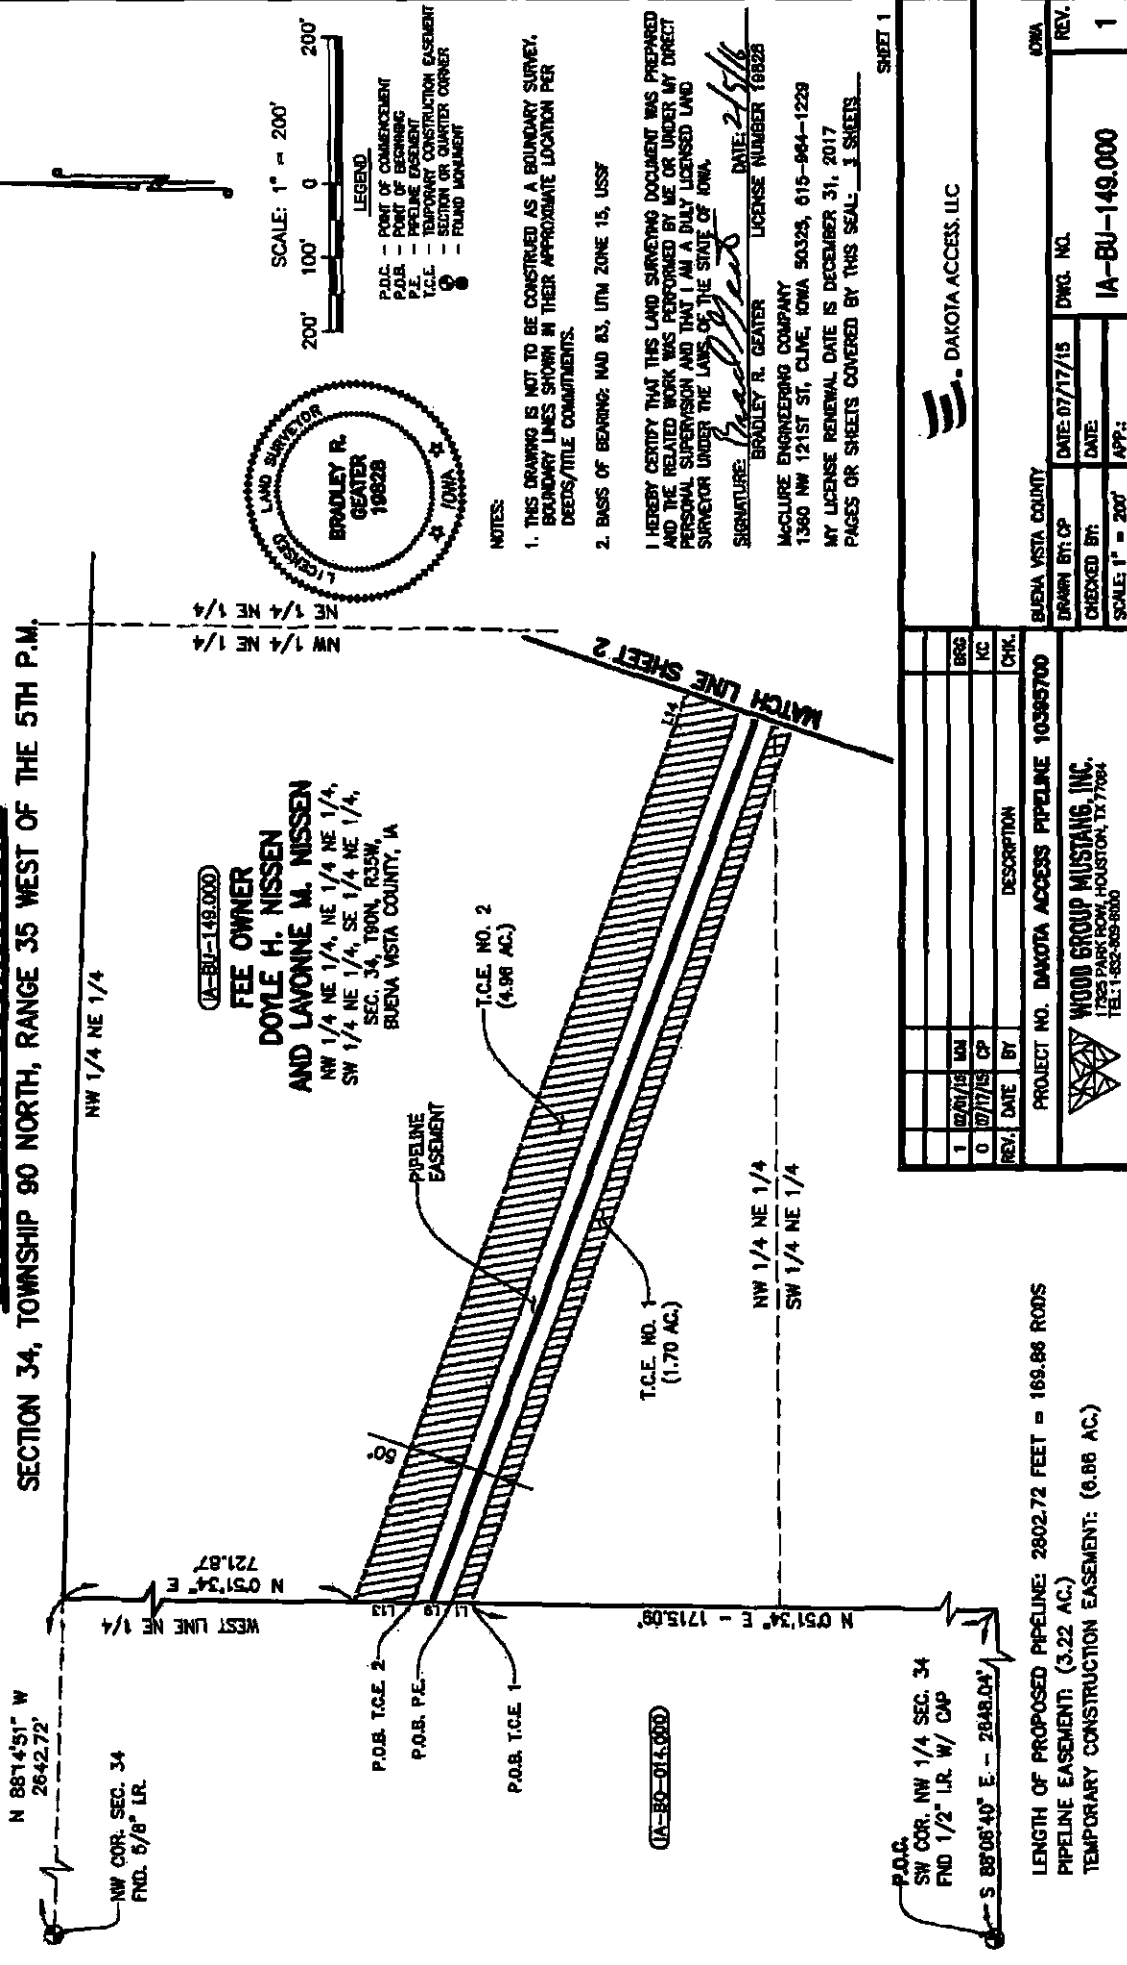 SECTION 34, TOWNSHIP 90 NORTH, RANGE 35 WEST OF THE 5TH P.M.
N 88°14'51" W
2642.72'
NW COR. SEC. 34
FND. 5/8" I.R.
WEST LINE NE 1/4
N 0°51'34" E
721.87'
NW 1/4 NE 1/4
NW 1/4 NE 1/4
NE 1/4 NE 1/4
IA-BU-149.000
FEE OWNER
DOYLE H. NISSEN
AND LAVONNE M. NISSEN
NW 1/4 NE 1/4, NE 1/4 NE 1/4,
SW 1/4 NE 1/4, SE 1/4 NE 1/4,
SEC. 34, T90N, R35W,
BUENA VISTA COUNTY, IA
PIPELINE
EASEMENT
T.C.E. NO. 2
(4.96 AC.)
T.C.E. NO. 1
(1.70 AC.)
50'
L13
L9
L1
L14
MATCH LINE SHEET 2
P.O.B. T.C.E. 2
P.O.B. P.E.
P.O.B. T.C.E. 1
N 0°51'34" E - 1715.09'
NW 1/4 NE 1/4
SW 1/4 NE 1/4
P.O.C.
SW COR. NW 1/4 SEC. 34
FND 1/2" I.R. W/ CAP
S 88°08'40" E - 2648.04'
LENGTH OF PROPOSED PIPELINE: 2802.72 FEET = 169.86 RODS
PIPELINE EASEMENT: (3.22 AC.)
TEMPORARY CONSTRUCTION EASEMENT: (6.66 AC.)
SCALE: 1" = 200'
200' 100' 0 200'
LEGEND
P.O.C. - POINT OF COMMENCEMENT
P.O.B. - POINT OF BEGINNING
P.E. - PIPELINE EASEMENT
T.C.E. - TEMPORARY CONSTRUCTION EASEMENT
- SECTION OR QUARTER CORNER
- FOUND MONUMENT
LICENSED LAND SURVEYOR
BRADLEY R.
GEATER
19828
IOWA
NOTES:
1. THIS DRAWING IS NOT TO BE CONSTRUED AS A BOUNDARY SURVEY.
BOUNDARY LINES SHOWN IN THEIR APPROXIMATE LOCATION PER
DEEDS/TITLE COMMITMENTS.
2. BASIS OF BEARING: NAD 83, UTM ZONE 15, USSF
I HEREBY CERTIFY THAT THIS LAND SURVEYING DOCUMENT WAS PREPARED
AND THE RELATED WORK WAS PERFORMED BY ME OR UNDER MY DIRECT
PERSONAL SUPERVISION AND THAT I AM A DULY LICENSED LAND
SURVEYOR UNDER THE LAWS OF THE STATE OF IOWA.
SIGNATURE: DATE: 2/5/16
BRADLEY R. GEATER LICENSE NUMBER 19828
McCLURE ENGINEERING COMPANY
1360 NW 121ST ST, CLIVE, IOWA 50325, 515-964-1229
MY LICENSE RENEWAL DATE IS DECEMBER 31, 2017
PAGES OR SHEETS COVERED BY THIS SEAL: 3 SHEETS
SHEET 1
1 02/01/16 BRG
0 07/17/15 CP KC
REV. DATE BY DESCRIPTION CHK.
PROJECT NO. DAKOTA ACCESS PIPELINE 10395700
WOOD GROUP MUSTANG, INC.
17325 PARK ROW, HOUSTON, TX 77084
TEL: 1-832-809-8000
DAKOTA ACCESS, LLC
BUENA VISTA COUNTY IOWA
DRAWN BY: CP DATE: 07/17/15 DWG. NO. REV.
CHECKED BY: DATE: IA-BU-149.000 1
SCALE: 1" = 200' APP.: